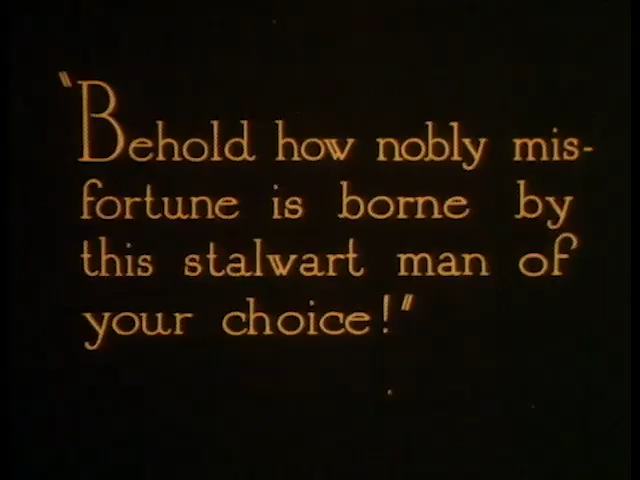 "Behold how nobly mis-
fortune is borne by
this stalwart man of
your choice!"